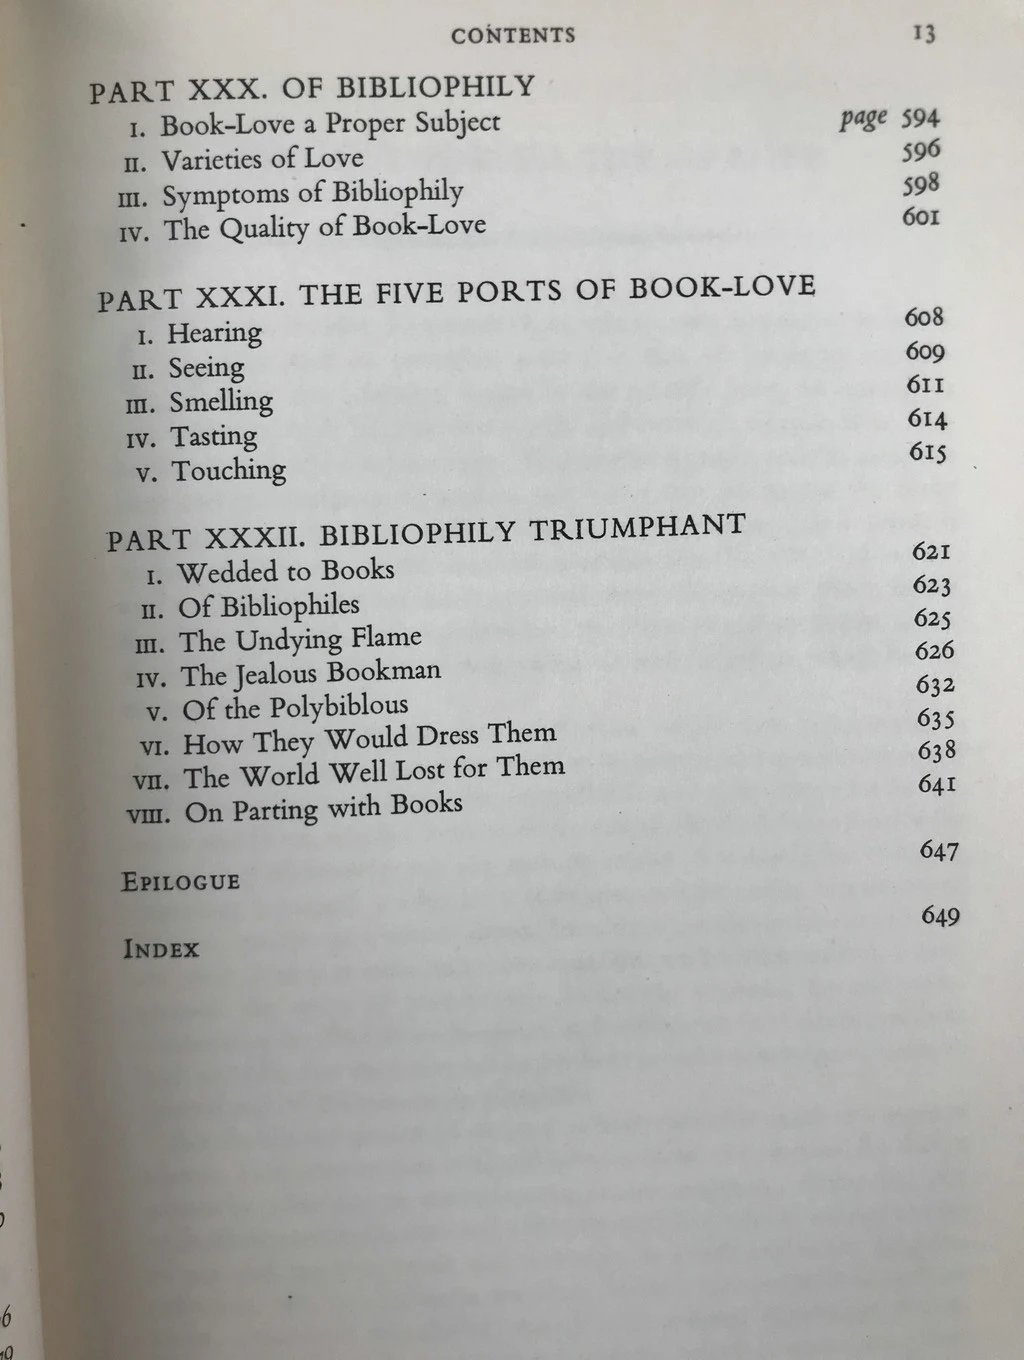 CONTENTS 13
PART XXX. OF BIBLIOPHILY
I. Book-Love a Proper Subject page 594
II. Varieties of Love 596
III. Symptoms of Bibliophily 598
IV. The Quality of Book-Love 601
PART XXXI. THE FIVE PORTS OF BOOK-LOVE
I. Hearing 608
II. Seeing 609
III. Smelling 611
IV. Tasting 614
V. Touching 615
PART XXXII. BIBLIOPHILY TRIUMPHANT
I. Wedded to Books 621
II. Of Bibliophiles 623
III. The Undying Flame 625
IV. The Jealous Bookman 626
V. Of the Polybiblous 632
VI. How They Would Dress Them 635
VII. The World Well Lost for Them 638
VIII. On Parting with Books 641
EPILOGUE 647
INDEX 649